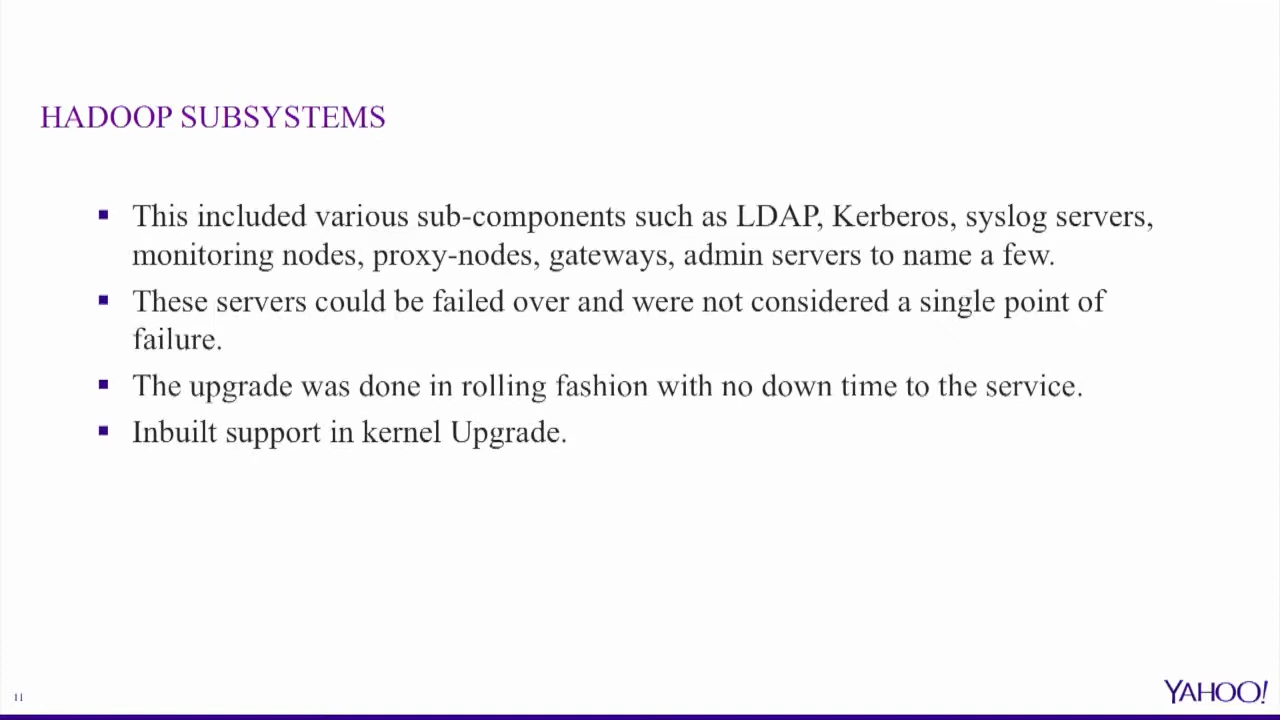 HADOOP SUBSYSTEMS
▪ This included various sub-components such as LDAP, Kerberos, syslog servers,
monitoring nodes, proxy-nodes, gateways, admin servers to name a few.
▪ These servers could be failed over and were not considered a single point of
failure.
▪ The upgrade was done in rolling fashion with no down time to the service.
▪ Inbuilt support in kernel Upgrade.
11
YAHOO!